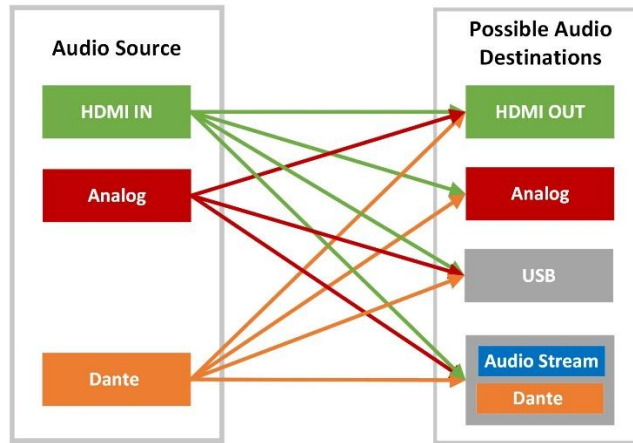 Audio Source
HDMI IN
Analog
Dante
Possible Audio
Destinations
HDMI OUT
Analog
USB
Audio Stream
Dante